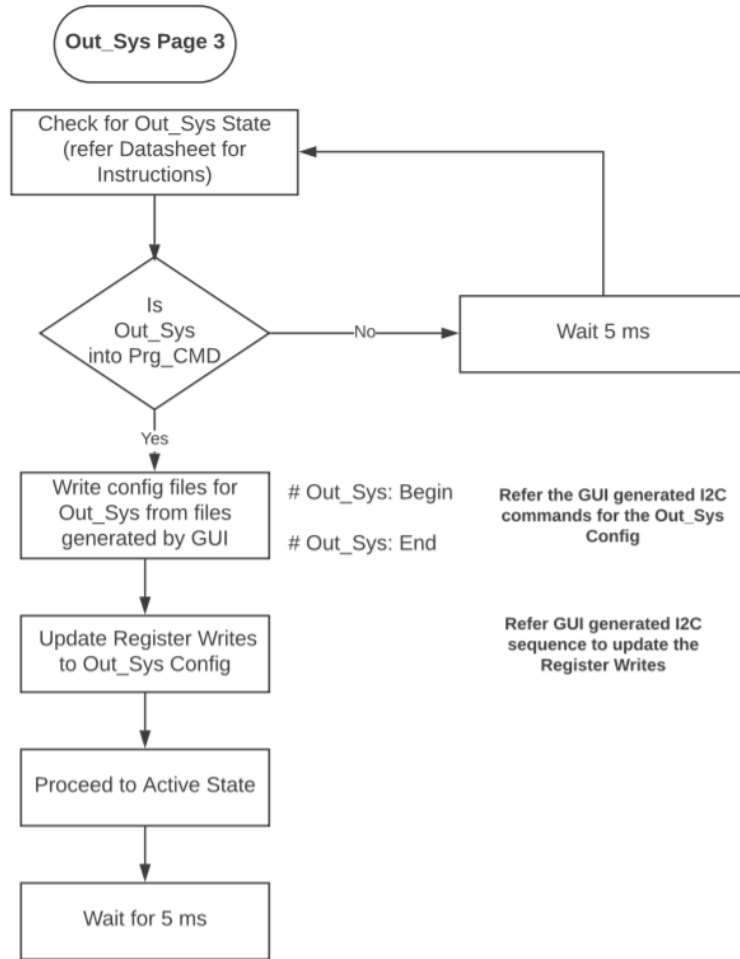 Out_Sys Page 3
Check for Out_Sys State
(refer Datasheet for
Instructions)
Is
Out_Sys
into Prg_CMD
No
Wait 5 ms
Yes
Write config files for
Out_Sys from files
generated by GUI
# Out_Sys: Begin
# Out_Sys: End
Refer the GUI generated I2C
commands for the Out_Sys
Config
Update Register Writes
to Out_Sys Config
Refer GUI generated I2C
sequence to update the
Register Writes
Proceed to Active State
Wait for 5 ms